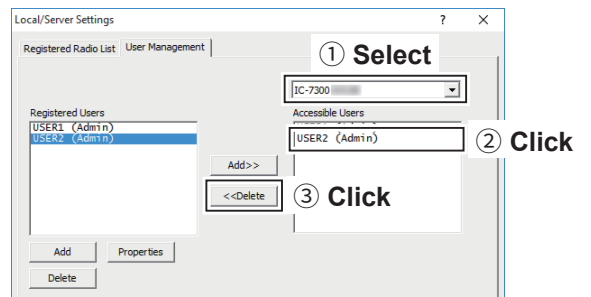 Local/Server Settings ? ×
Registered Radio List User Management
① Select
IC-7300
Registered Users Accessible Users
USER1 (Admin)
USER2 (Admin) USER2 (Admin)
② Click
Add>>
<<Delete ③ Click
Add Properties
Delete